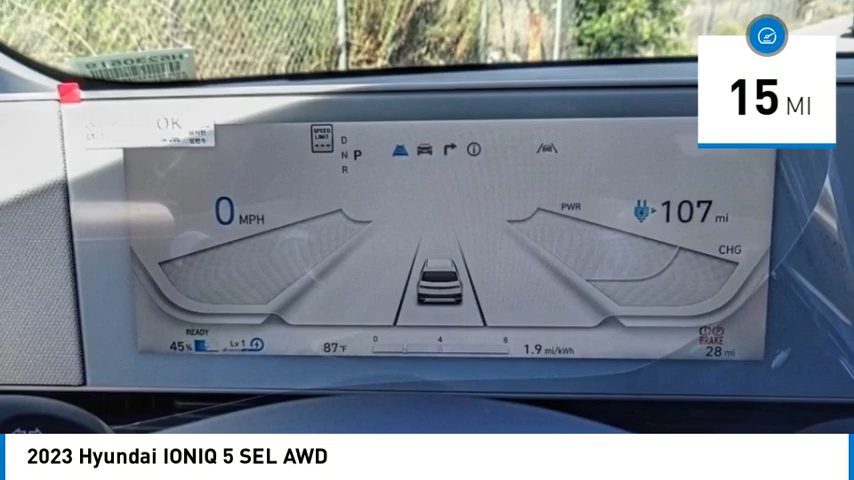 15 MI
OK
SPEED LIMIT
---
D
N P
R
0 MPH
PWR
107 mi
CHG
READY
45%
Lv 1
87°F
0 4 8
1.9 mi/kWh
BRAKE
28 mi
2023 Hyundai IONIQ 5 SEL AWD